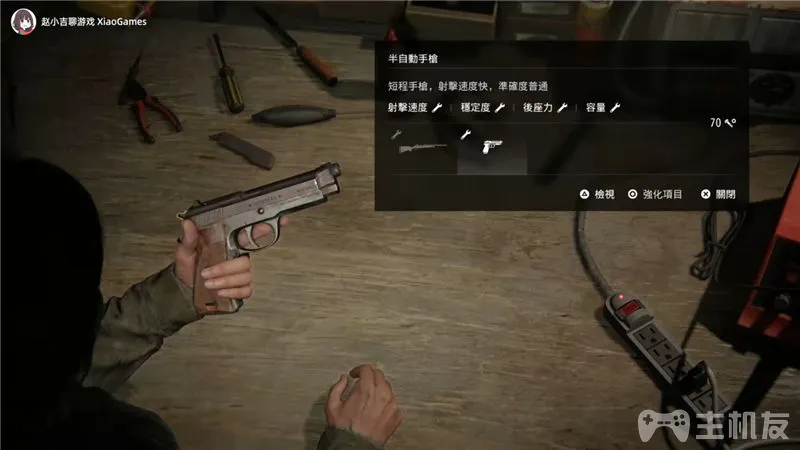 赵小吉聊游戏 XiaoGames
半自動手槍
短程手槍，射擊速度快，準確度普通
射擊速度 穩定度 後座力 容量
70
檢視 強化項目 關閉
主机友